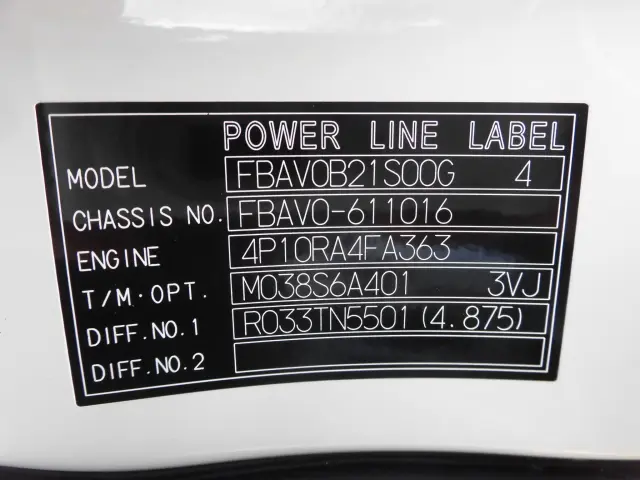 POWER LINE LABEL
MODEL FBAV0B21S00G 4
CHASSIS NO. FBAV0-611016
ENGINE 4P10RA4FA363
T/M·OPT. M038S6A401 3VJ
DIFF.NO.1 R033TN5501(4.875)
DIFF.NO.2